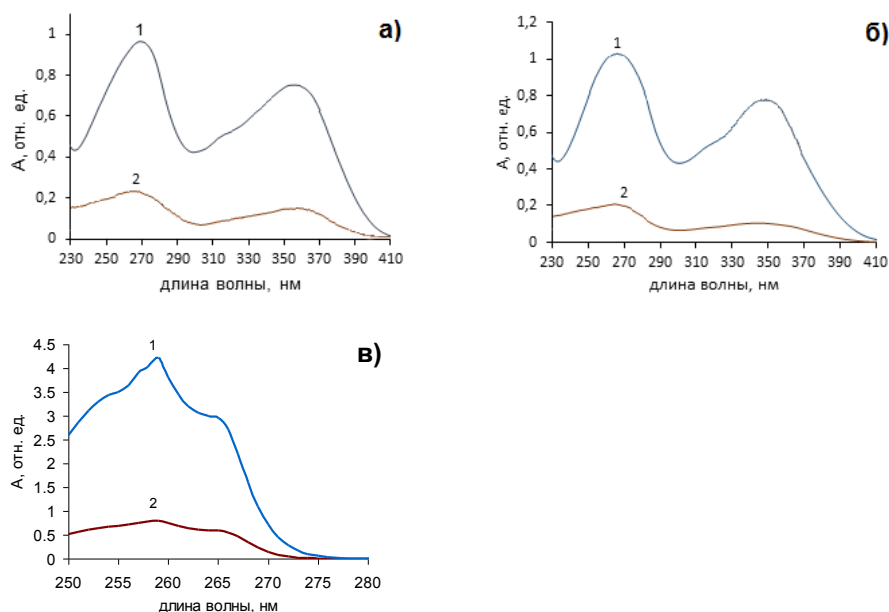 а)
A, отн. ед.
1
0,8
0,6
0,4
0,2
0
1
2
230 250 270 290 310 330 350 370 390 410
длина волны, нм
б)
A, отн. ед.
1,2
1
0,8
0,6
0,4
0,2
0
1
2
230 250 270 290 310 330 350 370 390 410
длина волны, нм
в)
A, отн. ед.
4.5
4
3.5
3
2.5
2
1.5
1
0.5
0
1
2
250 255 260 265 270 275 280
длина волны, нм